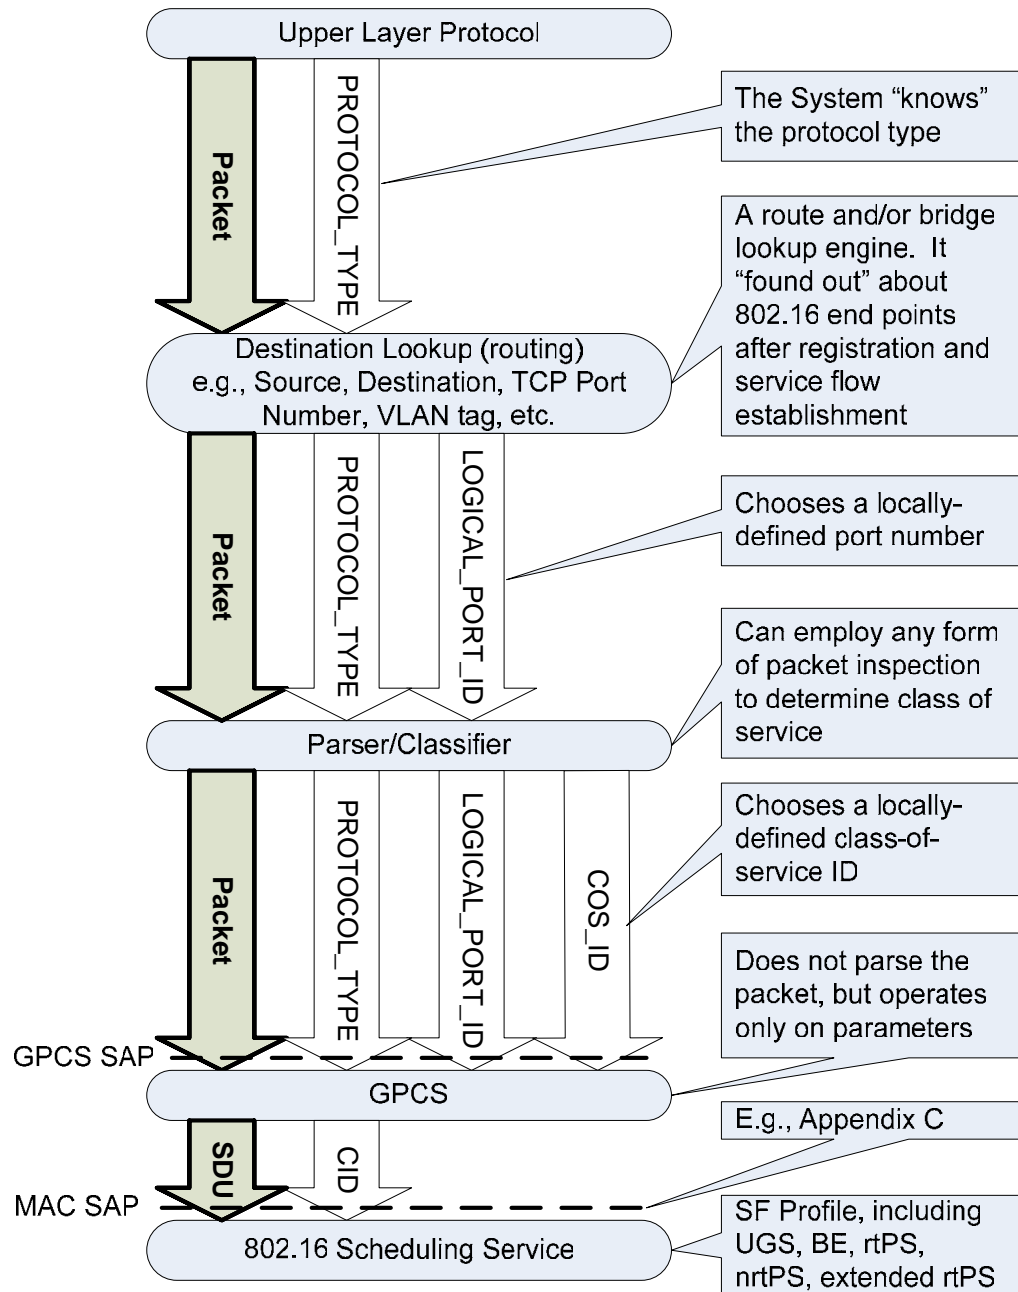 Upper Layer Protocol
Packet
PROTOCOL_TYPE
The System “knows”
the protocol type
A route and/or bridge
lookup engine. It
“found out” about
802.16 end points
after registration and
service flow
establishment
Destination Lookup (routing)
e.g., Source, Destination, TCP Port
Number, VLAN tag, etc.
Packet
PROTOCOL_TYPE
LOGICAL_PORT_ID
Chooses a locally-
defined port number
Can employ any form
of packet inspection
to determine class of
service
Parser/Classifier
Packet
PROTOCOL_TYPE
LOGICAL_PORT_ID
COS_ID
Chooses a locally-
defined class-of-
service ID
Does not parse the
packet, but operates
only on parameters
GPCS SAP
GPCS
SDU
CID
E.g., Appendix C
MAC SAP
802.16 Scheduling Service
SF Profile, including
UGS, BE, rtPS,
nrtPS, extended rtPS